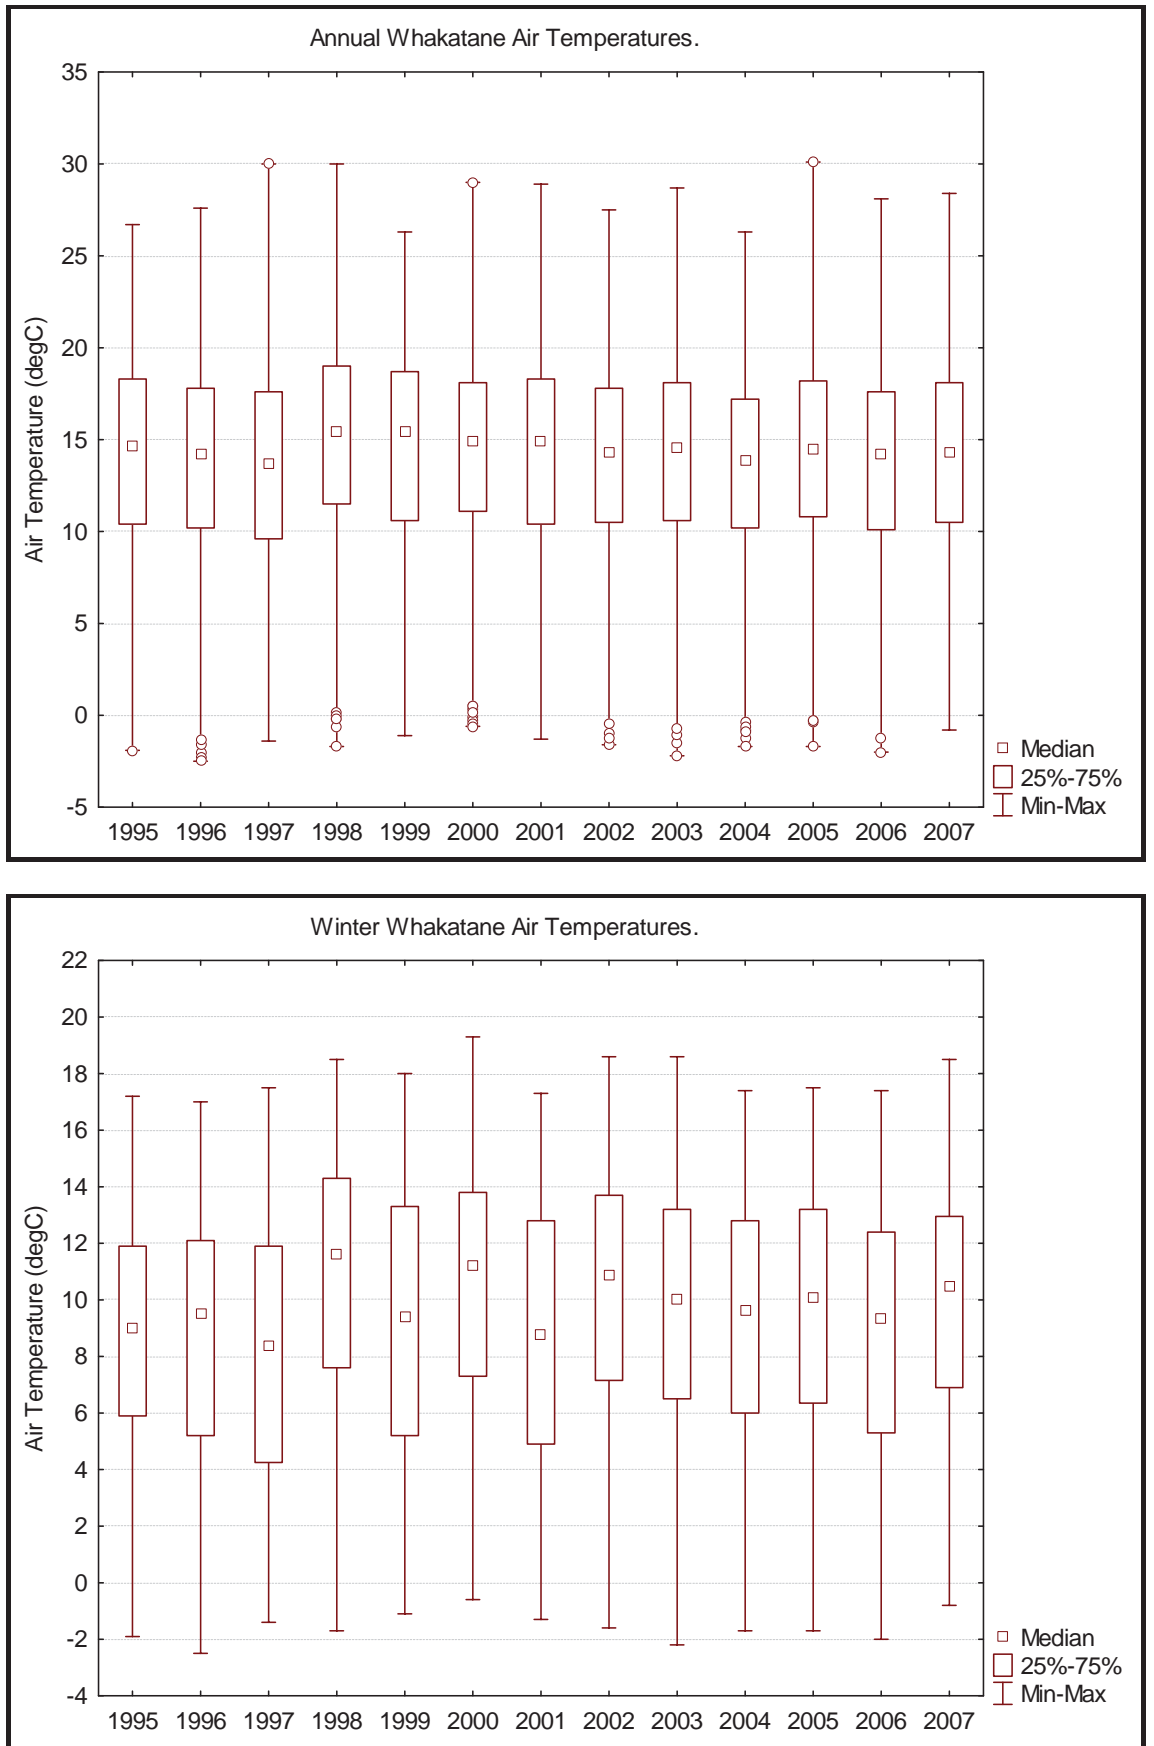 Annual Whakatane Air Temperatures.
35
30
25
20
15
10
5
0
-5
Air Temperature (degC)
1995 1996 1997 1998 1999 2000 2001 2002 2003 2004 2005 2006 2007
Median
25%-75%
Min-Max
Winter Whakatane Air Temperatures.
22
20
18
16
14
12
10
8
6
4
2
0
-2
-4
Air Temperature (degC)
1995 1996 1997 1998 1999 2000 2001 2002 2003 2004 2005 2006 2007
Median
25%-75%
Min-Max